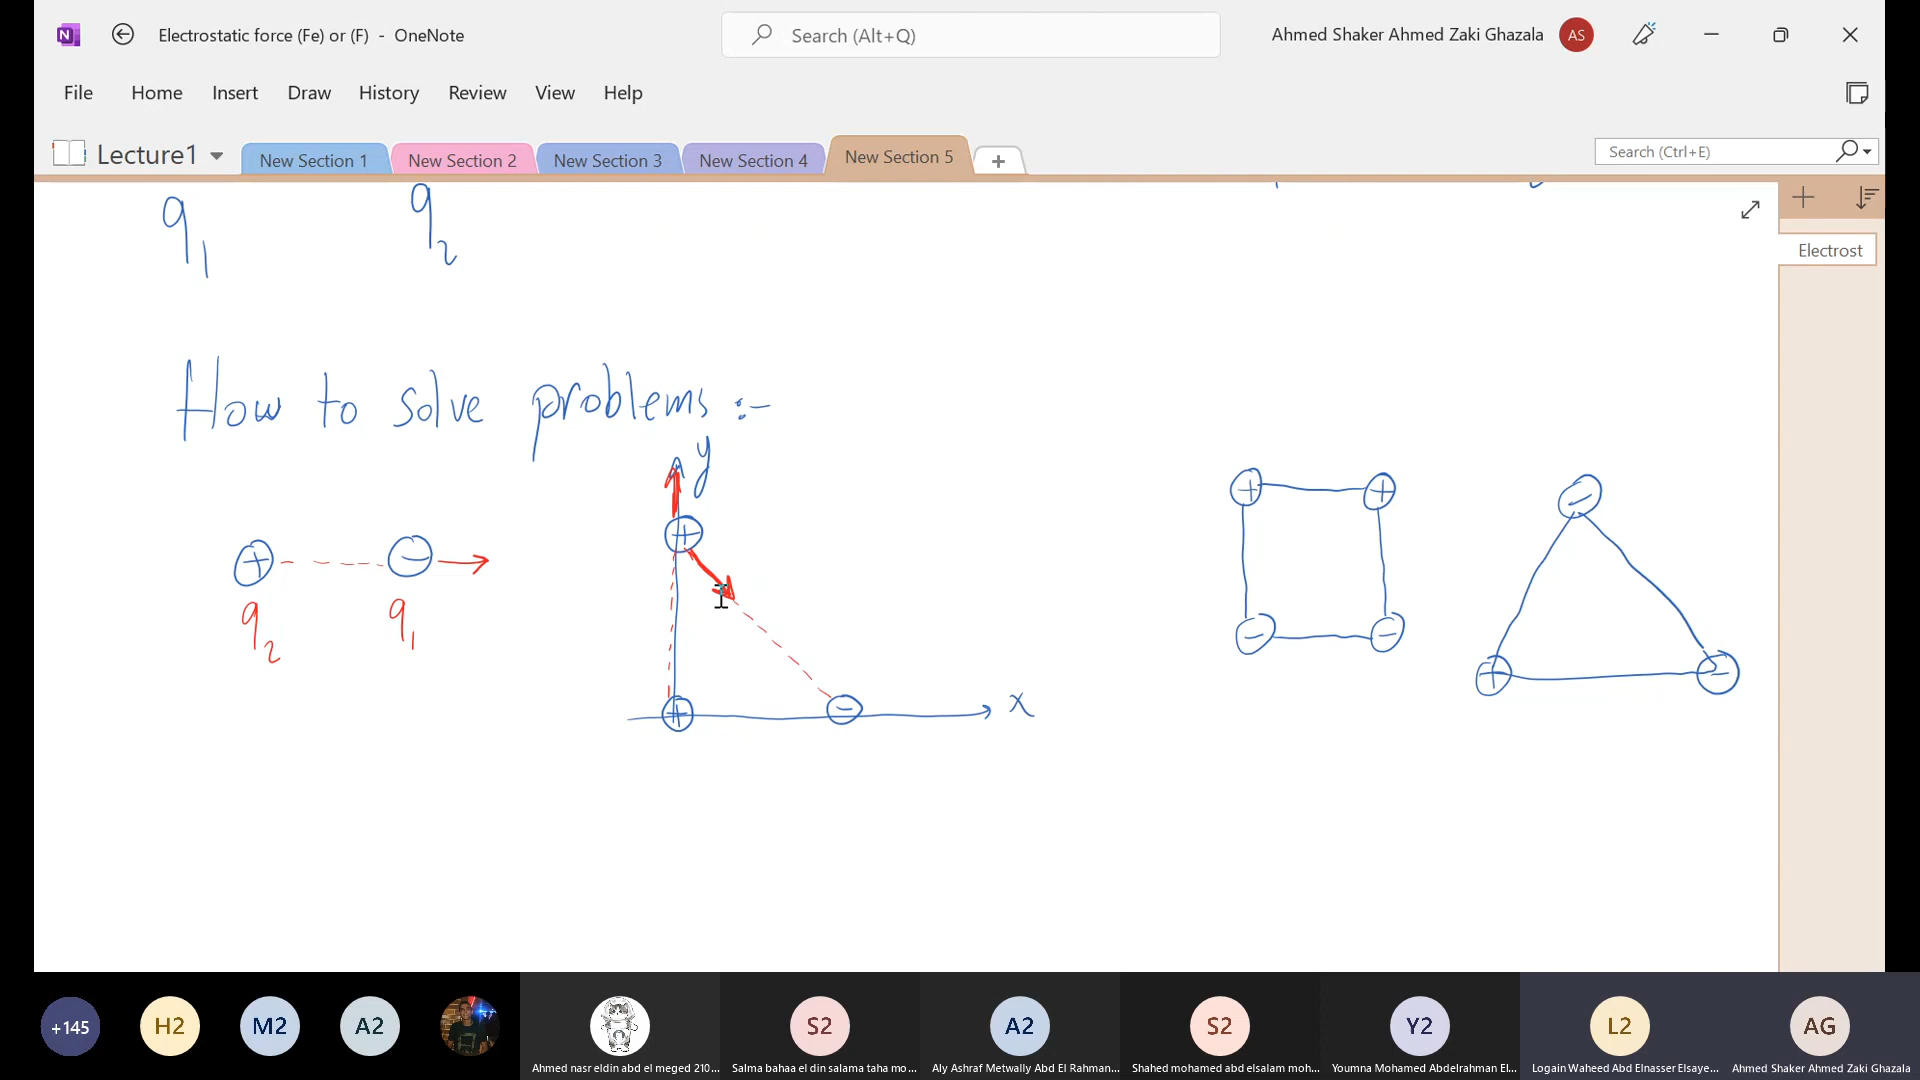 Electrostatic force (Fe) or (F) - OneNote
Search (Alt+Q)
Ahmed Shaker Ahmed Zaki Ghazala
AS
File Home Insert Draw History Review View Help
Lecture1
New Section 1
New Section 2
New Section 3
New Section 4
New Section 5
+
Search (Ctrl+E)
Electrost
q1 q2
How to solve problems :-
y
+ -
q2 q1
+
+ - x
+ +
- -
-
+ -
+145
H2
M2
A2
S2
A2
S2
Y2
L2
AG
Ahmed nasr eldin abd el meged 210...
Salma bahaa el din salama taha mo...
Aly Ashraf Metwally Abd El Rahman...
Shahed mohamed abd elsalam moh...
Youmna Mohamed Abdelrahman El...
Logain Waheed Abd Elnasser Elsaye...
Ahmed Shaker Ahmed Zaki Ghazala